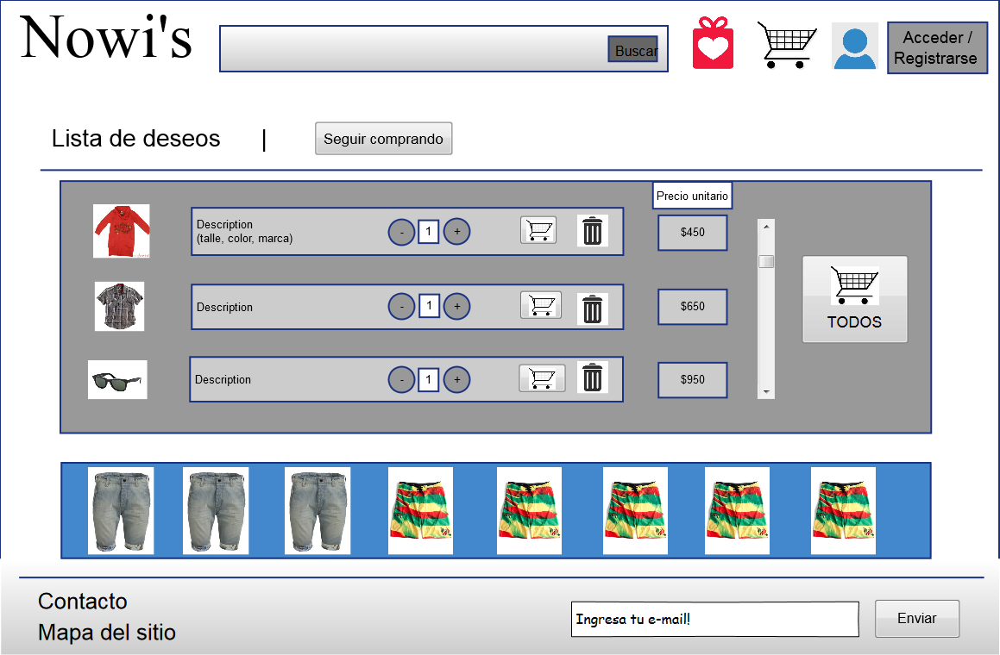 Nowi's
Buscar
Acceder /
Registrarse
Lista de deseos |
Seguir comprando
Precio unitario
Description
(talle, color, marca)
- 1 +
$450
Description
- 1 +
$650
Description
- 1 +
$950
TODOS
Contacto
Mapa del sitio
Ingresa tu e-mail!
Enviar